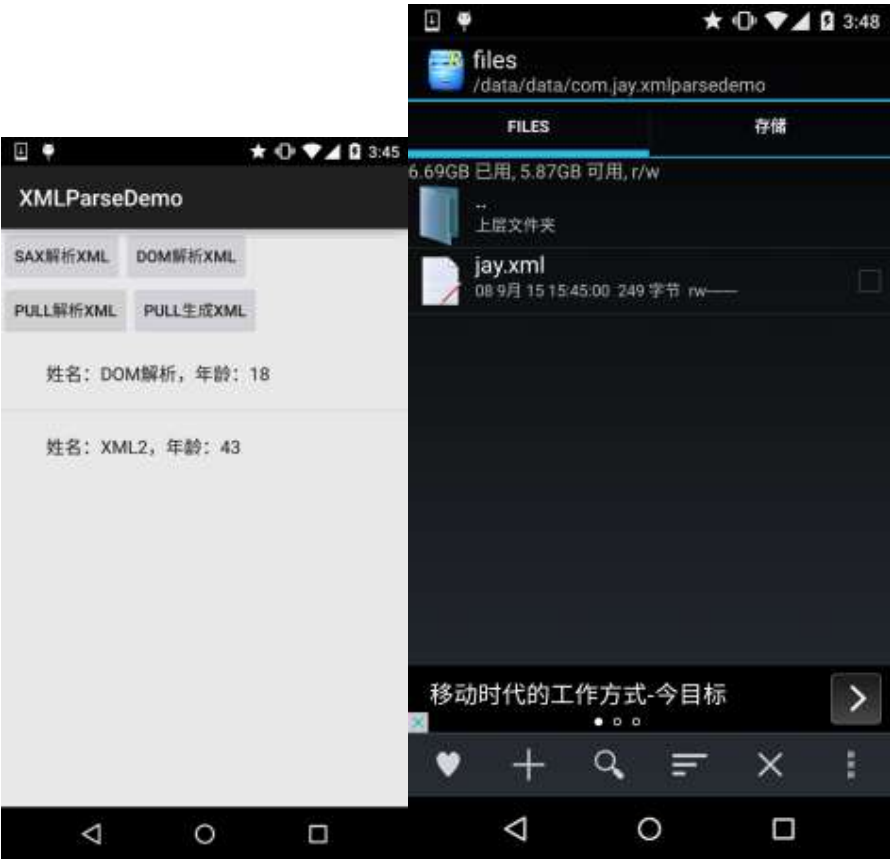 3:45
XMLParseDemo
SAX解析XML DOM解析XML
PULL解析XML PULL生成XML
姓名：DOM解析，年龄：18
姓名：XML2，年龄：43
3:48
files
/data/data/com.jay.xmlparsedemo
FILES 存储
6.69GB 已用, 5.87GB 可用, r/w
..
上层文件夹
jay.xml
08 9月 15 15:45:00 249 字节 rw-------
移动时代的工作方式-今目标